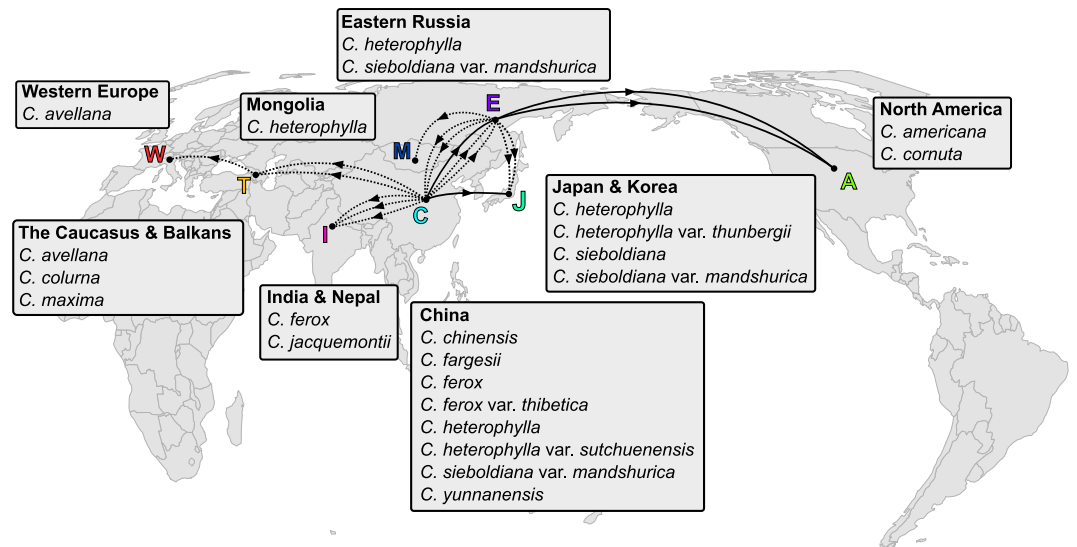 Eastern Russia
C. heterophylla
C. sieboldiana var. mandshurica
Western Europe
C. avellana
Mongolia
C. heterophylla
North America
C. americana
C. cornuta
E
W
M
T
A
J
C
I
Japan & Korea
C. heterophylla
C. heterophylla var. thunbergii
C. sieboldiana
C. sieboldiana var. mandshurica
The Caucasus & Balkans
C. avellana
C. colurna
C. maxima
India & Nepal
C. ferox
C. jacquemontii
China
C. chinensis
C. fargesii
C. ferox
C. ferox var. thibetica
C. heterophylla
C. heterophylla var. sutchuenensis
C. sieboldiana var. mandshurica
C. yunnanensis